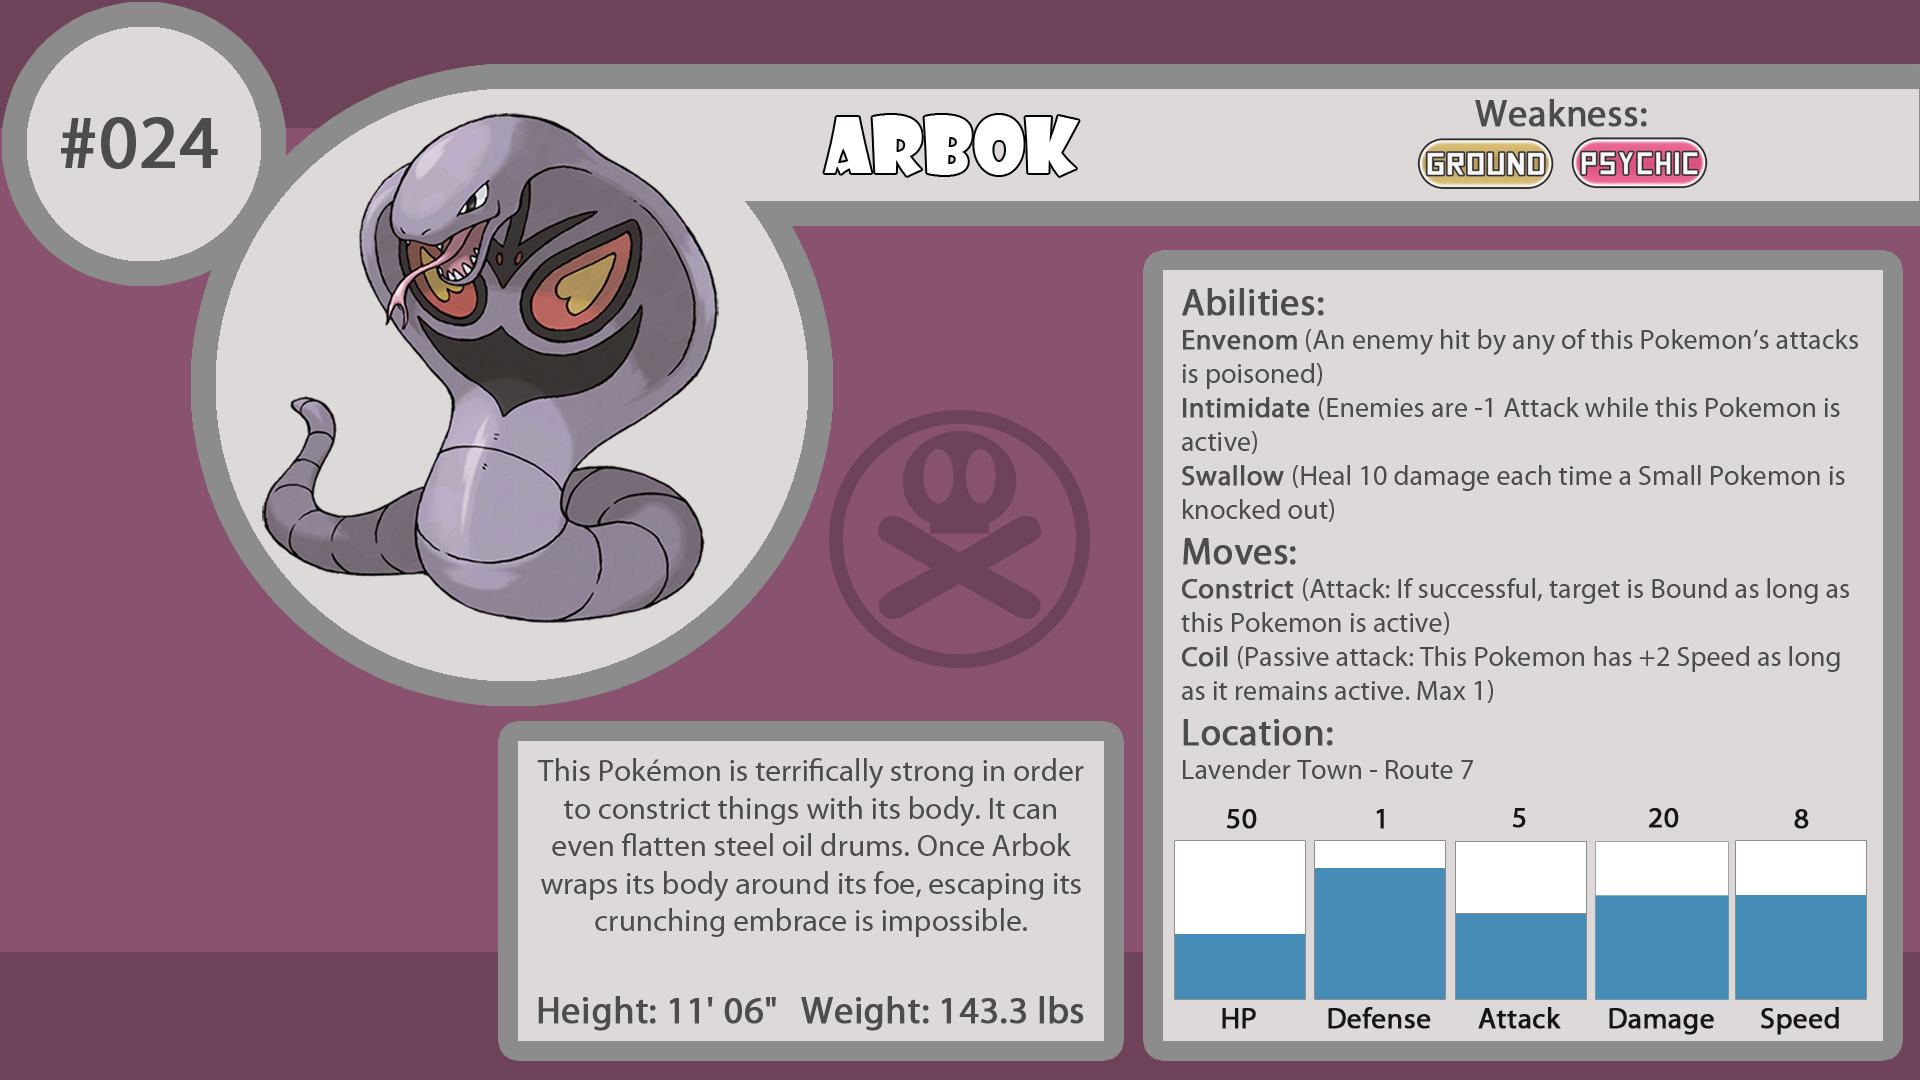 #024
ARBOK
Weakness:
GROUND PSYCHIC
Abilities:
Envenom (An enemy hit by any of this Pokemon’s attacks
is poisoned)
Intimidate (Enemies are -1 Attack while this Pokemon is
active)
Swallow (Heal 10 damage each time a Small Pokemon is
knocked out)
Moves:
Constrict (Attack: If successful, target is Bound as long as
this Pokemon is active)
Coil (Passive attack: This Pokemon has +2 Speed as long
as it remains active. Max 1)
Location:
Lavender Town - Route 7
50 1 5 20 8
HP Defense Attack Damage Speed
This Pokémon is terrifically strong in order
to constrict things with its body. It can
even flatten steel oil drums. Once Arbok
wraps its body around its foe, escaping its
crunching embrace is impossible.
Height: 11' 06" Weight: 143.3 lbs